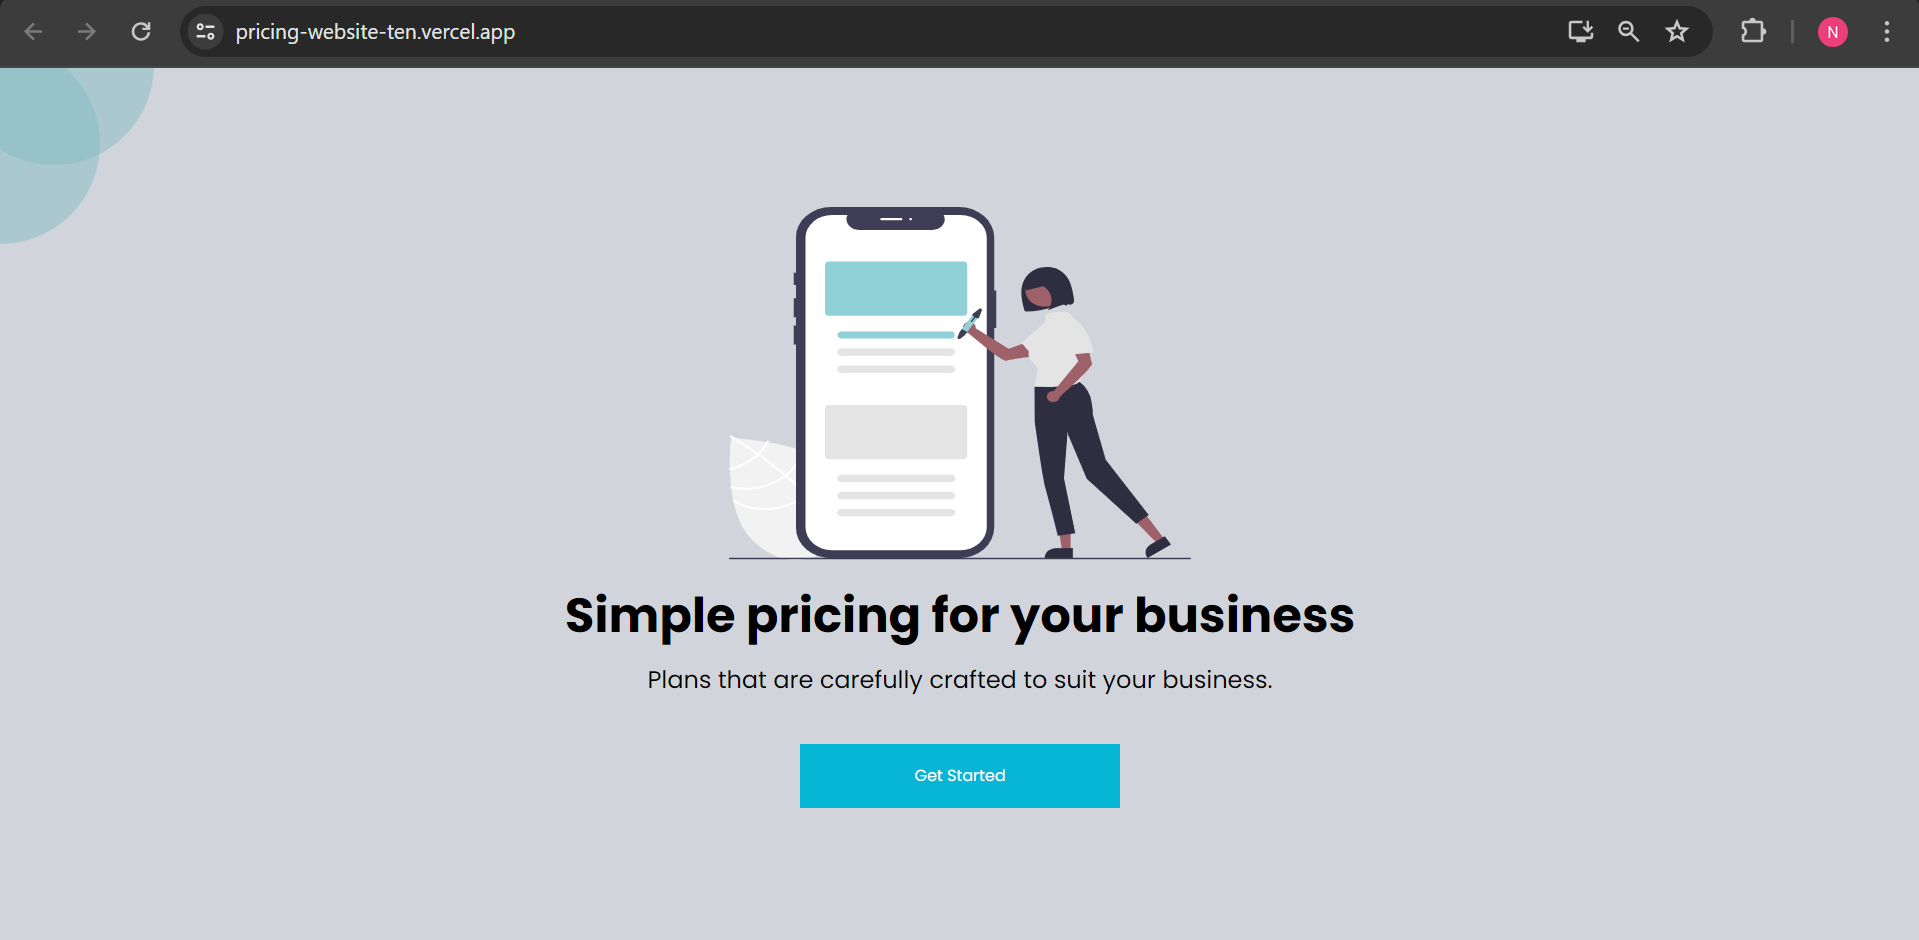 pricing-website-ten.vercel.app
N
Simple pricing for your business
Plans that are carefully crafted to suit your business.
Get Started